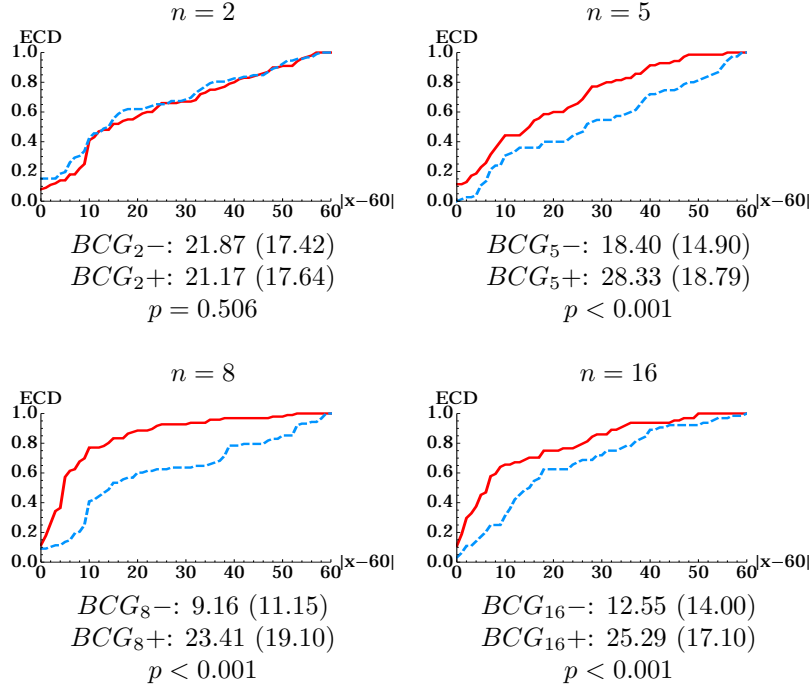 n = 2
ECD
1.0
0.8
0.6
0.4
0.2
0.0
0 10 20 30 40 50 60
|x−60|
BCG₂−: 21.87 (17.42)
BCG₂+: 21.17 (17.64)
p = 0.506
n = 5
ECD
1.0
0.8
0.6
0.4
0.2
0.0
0 10 20 30 40 50 60
|x−60|
BCG₅−: 18.40 (14.90)
BCG₅+: 28.33 (18.79)
p < 0.001
n = 8
ECD
1.0
0.8
0.6
0.4
0.2
0.0
0 10 20 30 40 50 60
|x−60|
BCG₈−: 9.16 (11.15)
BCG₈+: 23.41 (19.10)
p < 0.001
n = 16
ECD
1.0
0.8
0.6
0.4
0.2
0.0
0 10 20 30 40 50 60
|x−60|
BCG₁₆−: 12.55 (14.00)
BCG₁₆+: 25.29 (17.10)
p < 0.001